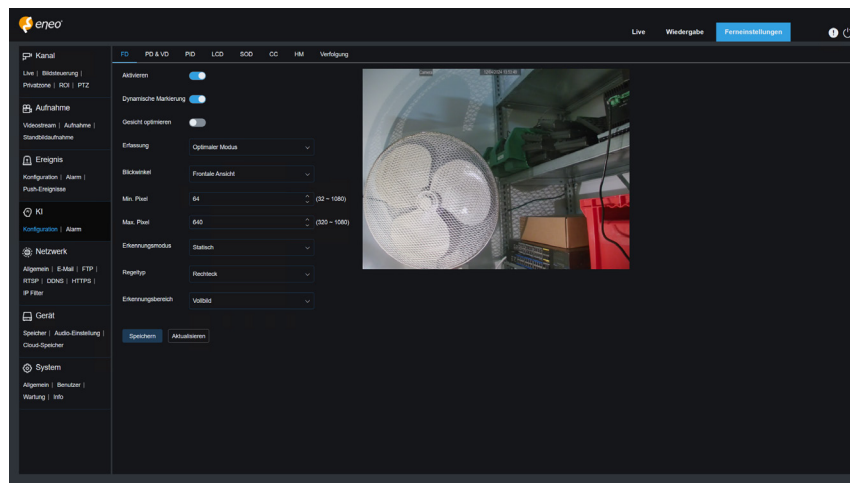 eneo
Live Wiedergabe Ferneinstellungen
Kanal
Live | Bildsteuerung |
Privatzone | ROI | PTZ
Aufnahme
Videostream | Aufnahme |
Standbildaufnahme
Ereignis
Konfiguration | Alarm |
Push-Ereignisse
KI
Konfiguration | Alarm
Netzwerk
Allgemein | E-Mail | FTP |
RTSP | DDNS | HTTPS |
IP Filter
Gerät
Speicher | Audio-Einstellung |
Cloud-Speicher
System
Allgemein | Benutzer |
Wartung | Info
FD PD & VD PID LCD SOD CC HM Verfolgung
Aktivieren
Dynamische Markierung
Gesicht optimieren
Erfassung Optimaler Modus
Blickwinkel Frontale Ansicht
Min. Pixel 64 (32 ~ 1080)
Max. Pixel 640 (320 ~ 1080)
Erkennungsmodus Statisch
Regeltyp Rechteck
Erkennungsbereich Vollbild
Speichern Aktualisieren